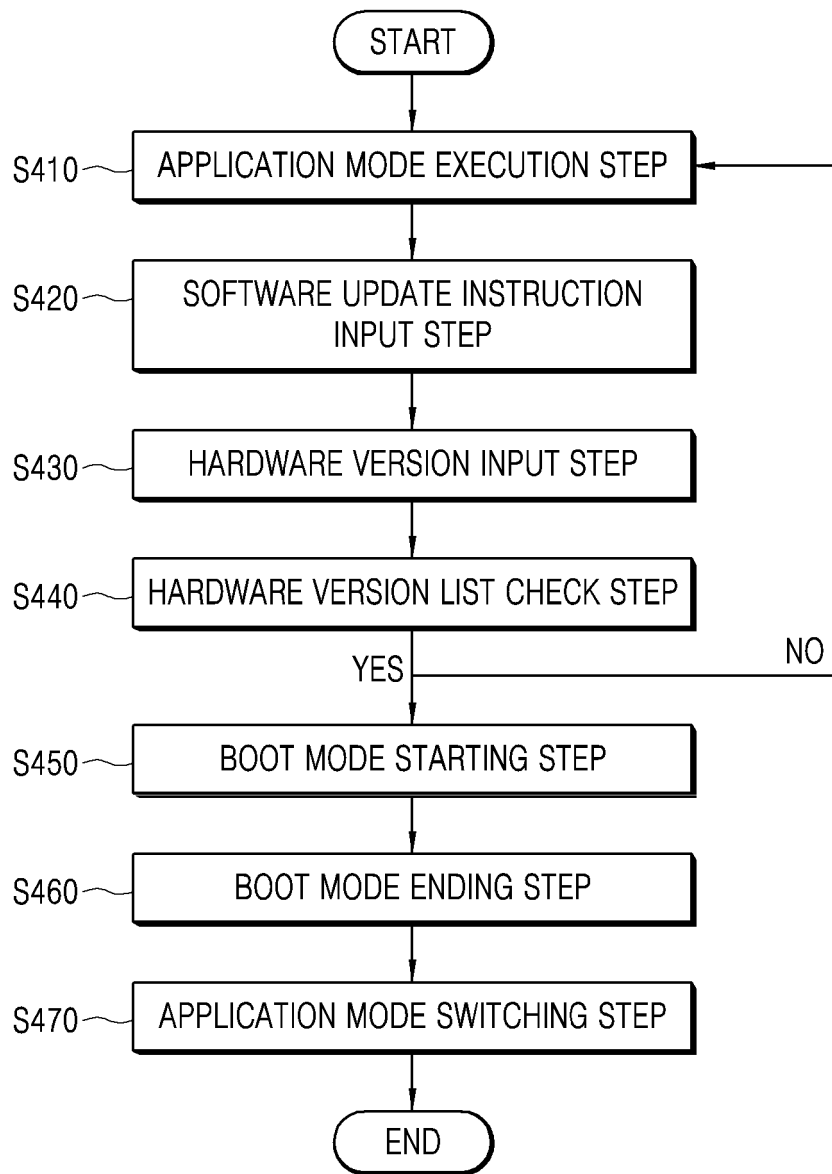 START
S410
APPLICATION MODE EXECUTION STEP
S420
SOFTWARE UPDATE INSTRUCTION
INPUT STEP
S430
HARDWARE VERSION INPUT STEP
S440
HARDWARE VERSION LIST CHECK STEP
YES
NO
S450
BOOT MODE STARTING STEP
S460
BOOT MODE ENDING STEP
S470
APPLICATION MODE SWITCHING STEP
END